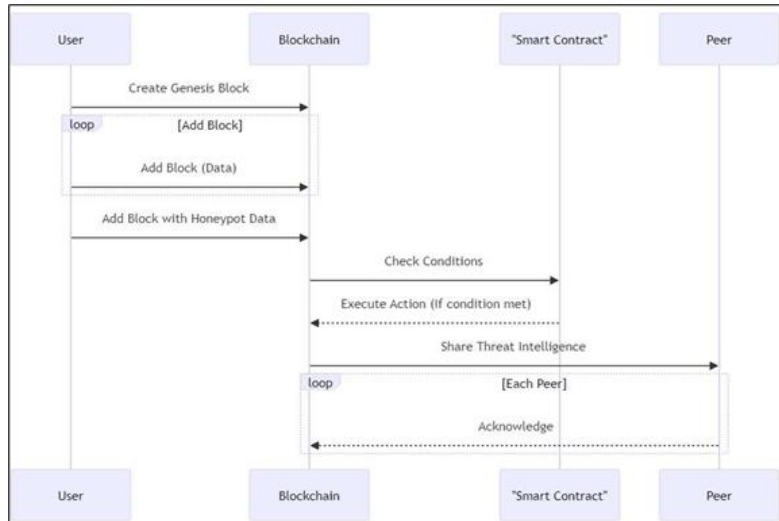 User
Blockchain
"Smart Contract"
Peer
Create Genesis Block
loop
[Add Block]
Add Block (Data)
Add Block with Honeypot Data
Check Conditions
Execute Action (If condition met)
Share Threat Intelligence
loop
[Each Peer]
Acknowledge
User
Blockchain
"Smart Contract"
Peer